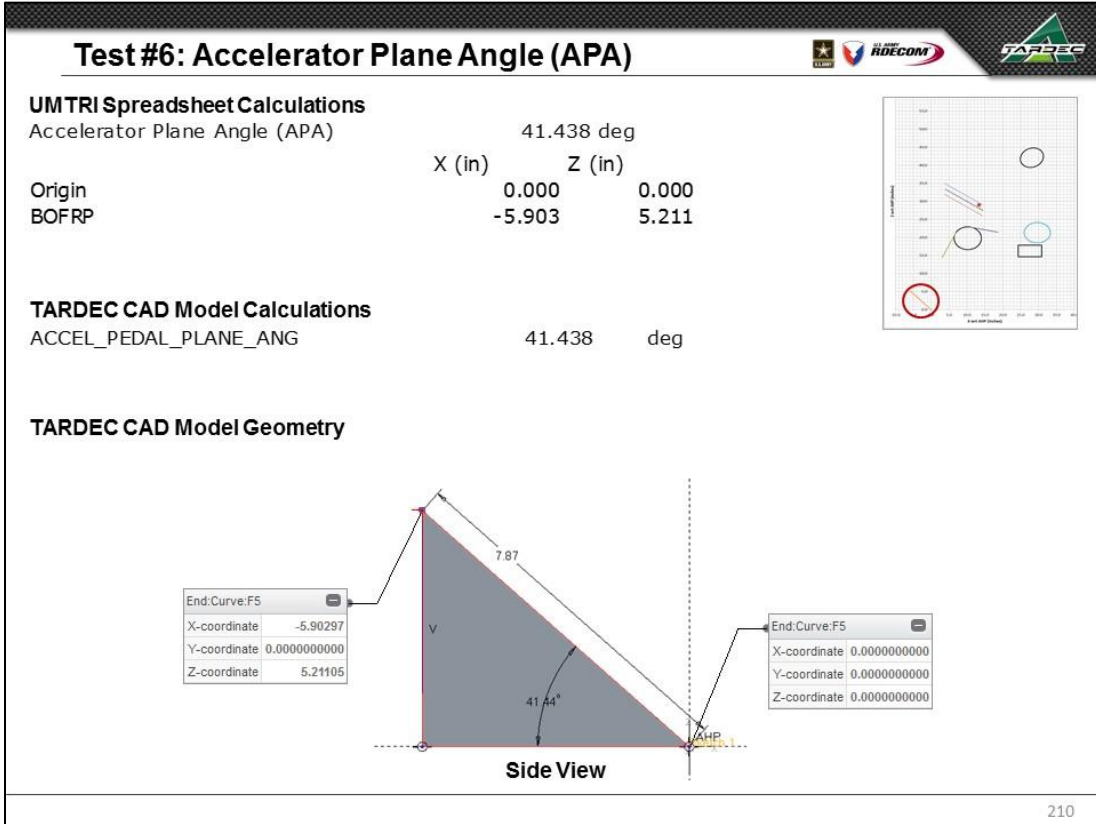 Test #6: Accelerator Plane Angle (APA)
U.S. ARMY
U.S. ARMY RDECOM
TARDEC
UMTRI Spreadsheet Calculations
Accelerator Plane Angle (APA) 41.438 deg
X (in) Z (in)
Origin 0.000 0.000
BOFRP -5.903 5.211
TARDEC CAD Model Calculations
ACCEL_PEDAL_PLANE_ANG 41.438 deg
TARDEC CAD Model Geometry
7.87
End:Curve:F5
X-coordinate -5.90297
Y-coordinate 0.0000000000
Z-coordinate 5.21105
V
41.44°
End:Curve:F5
X-coordinate 0.0000000000
Y-coordinate 0.0000000000
Z-coordinate 0.0000000000
AHP
Side View
210